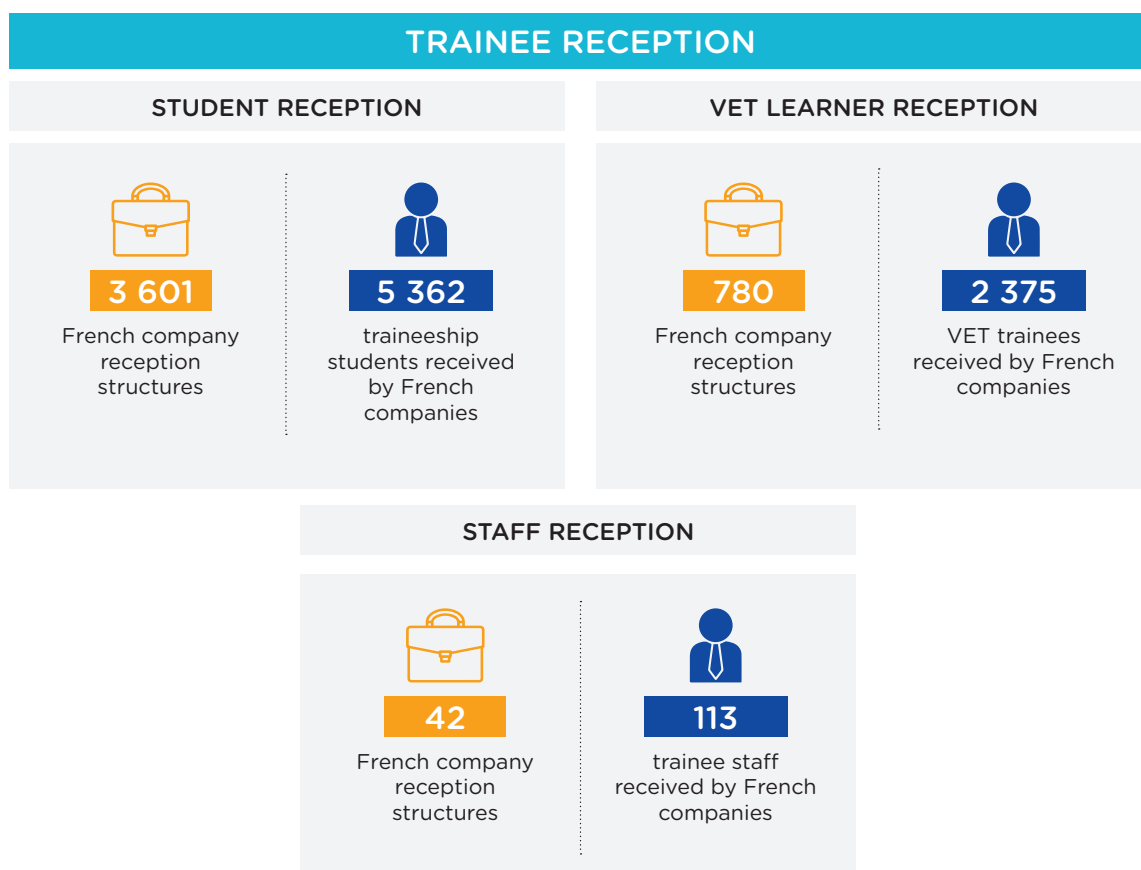 TRAINEE RECEPTION
STUDENT RECEPTION
3 601
French company
reception
structures
5 362
traineeship
students received
by French
companies
VET LEARNER RECEPTION
780
French company
reception
structures
2 375
VET trainees
received by French
companies
STAFF RECEPTION
42
French company
reception
structures
113
trainee staff
received by French
companies